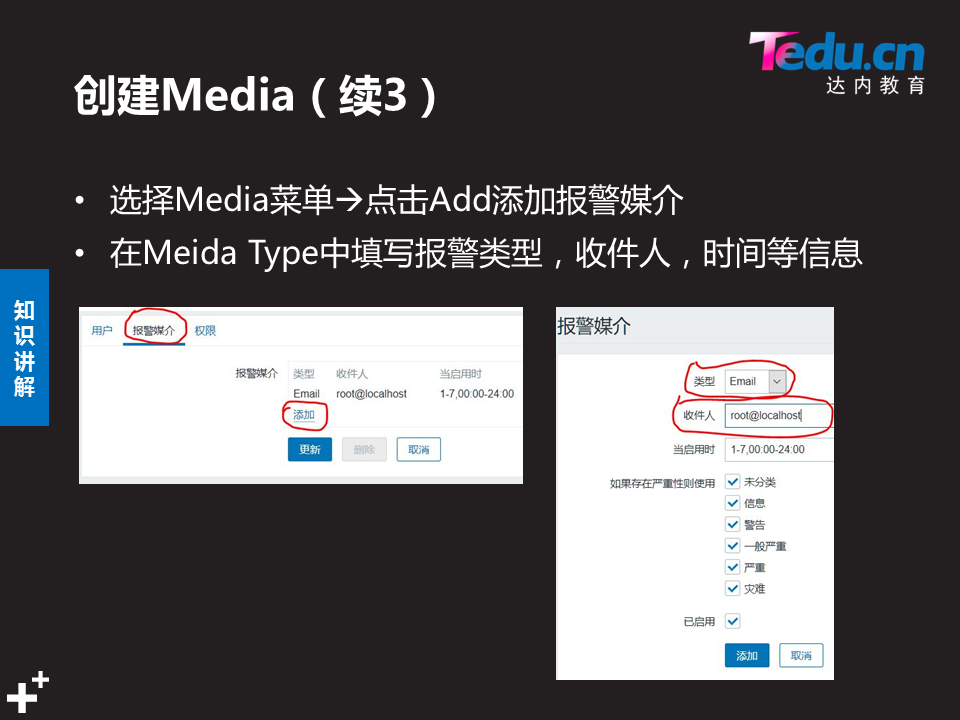 Tedu.cn
达内教育
创建Media（续3）
• 选择Media菜单→点击Add添加报警媒介
• 在Meida Type中填写报警类型，收件人，时间等信息
知识讲解
用户 报警媒介 权限
报警媒介 类型 收件人 当启用时
Email root@localhost 1-7,00:00-24:00
添加
更新 删除 取消
报警媒介
类型 Email
收件人 root@localhost
当启用时 1-7,00:00-24:00
如果存在严重性则使用 未分类
信息
警告
一般严重
严重
灾难
已启用
添加 取消